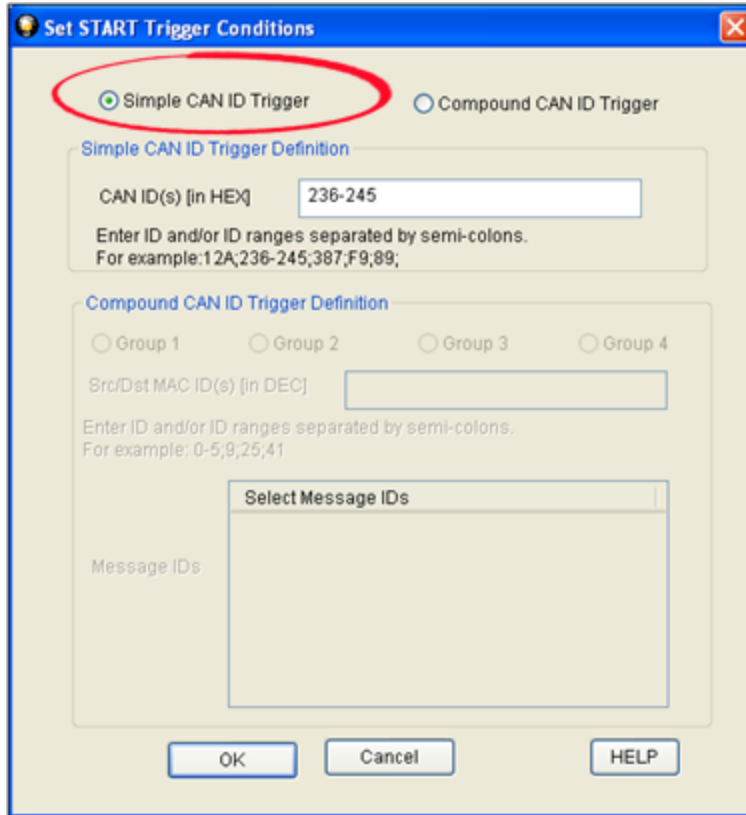 Set START Trigger Conditions
Simple CAN ID Trigger
Compound CAN ID Trigger
Simple CAN ID Trigger Definition
CAN ID(s) [in HEX]
236-245
Enter ID and/or ID ranges separated by semi-colons.
For example:12A;236-245;387;F9;89;
Compound CAN ID Trigger Definition
Group 1
Group 2
Group 3
Group 4
Src/Dst MAC ID(s) [in DEC]
Enter ID and/or ID ranges separated by semi-colons.
For example: 0-5;9;25;41
Select Message IDs
Message IDs
OK
Cancel
HELP